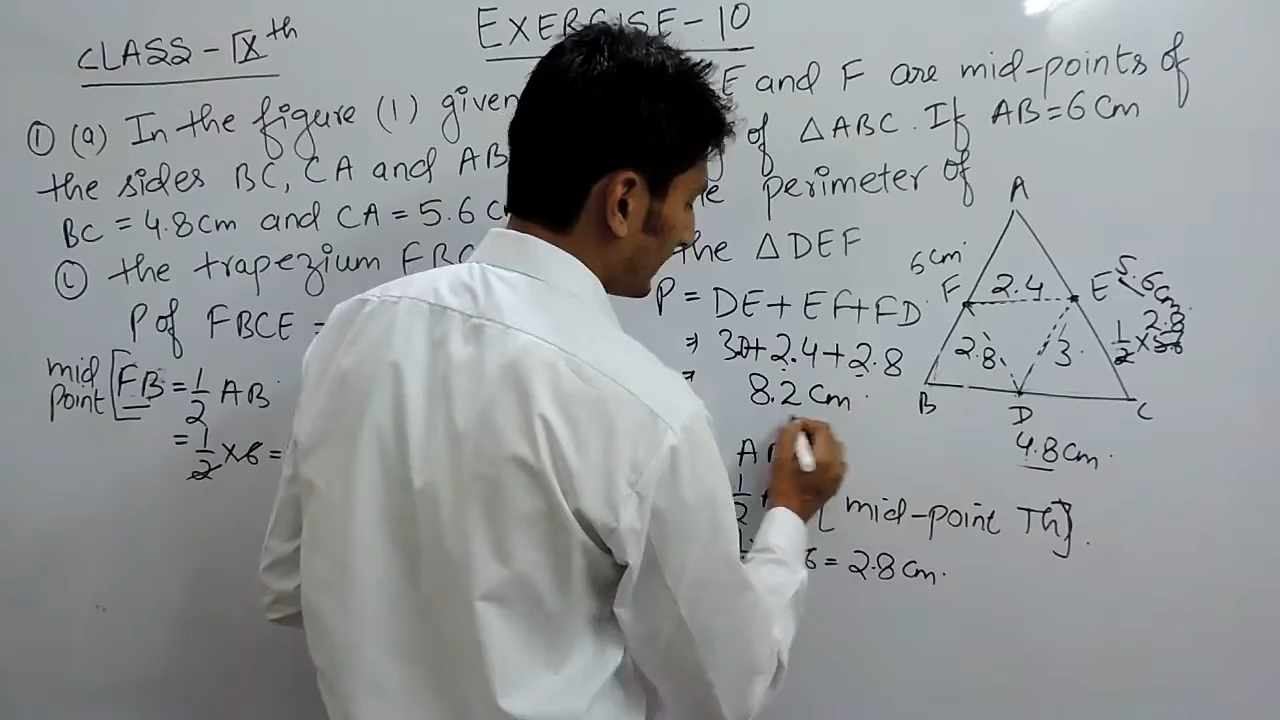 CLASS - IXth
EXERCISE - 10
① (a) In the figure (1) given E and F are mid-points of
the sides BC, CA and AB of △ABC. If AB = 6 cm
BC = 4.8 cm and CA = 5.6 perimeter of
the trapezium the △DEF
P of FBCE =
mid point [FB = 1/2 AB
= 1/2 × 6 =
P = DE + EF + FD
⇒ 3.0 + 2.4 + 2.8
⇒ 8.2 cm
A
1/2 [mid-point Th]
6 = 2.8 cm.
A
6 cm
F 2.4 E 5.6 cm
2.8 3 1/2 × 5.6 2.8
B D C
4.8 cm.